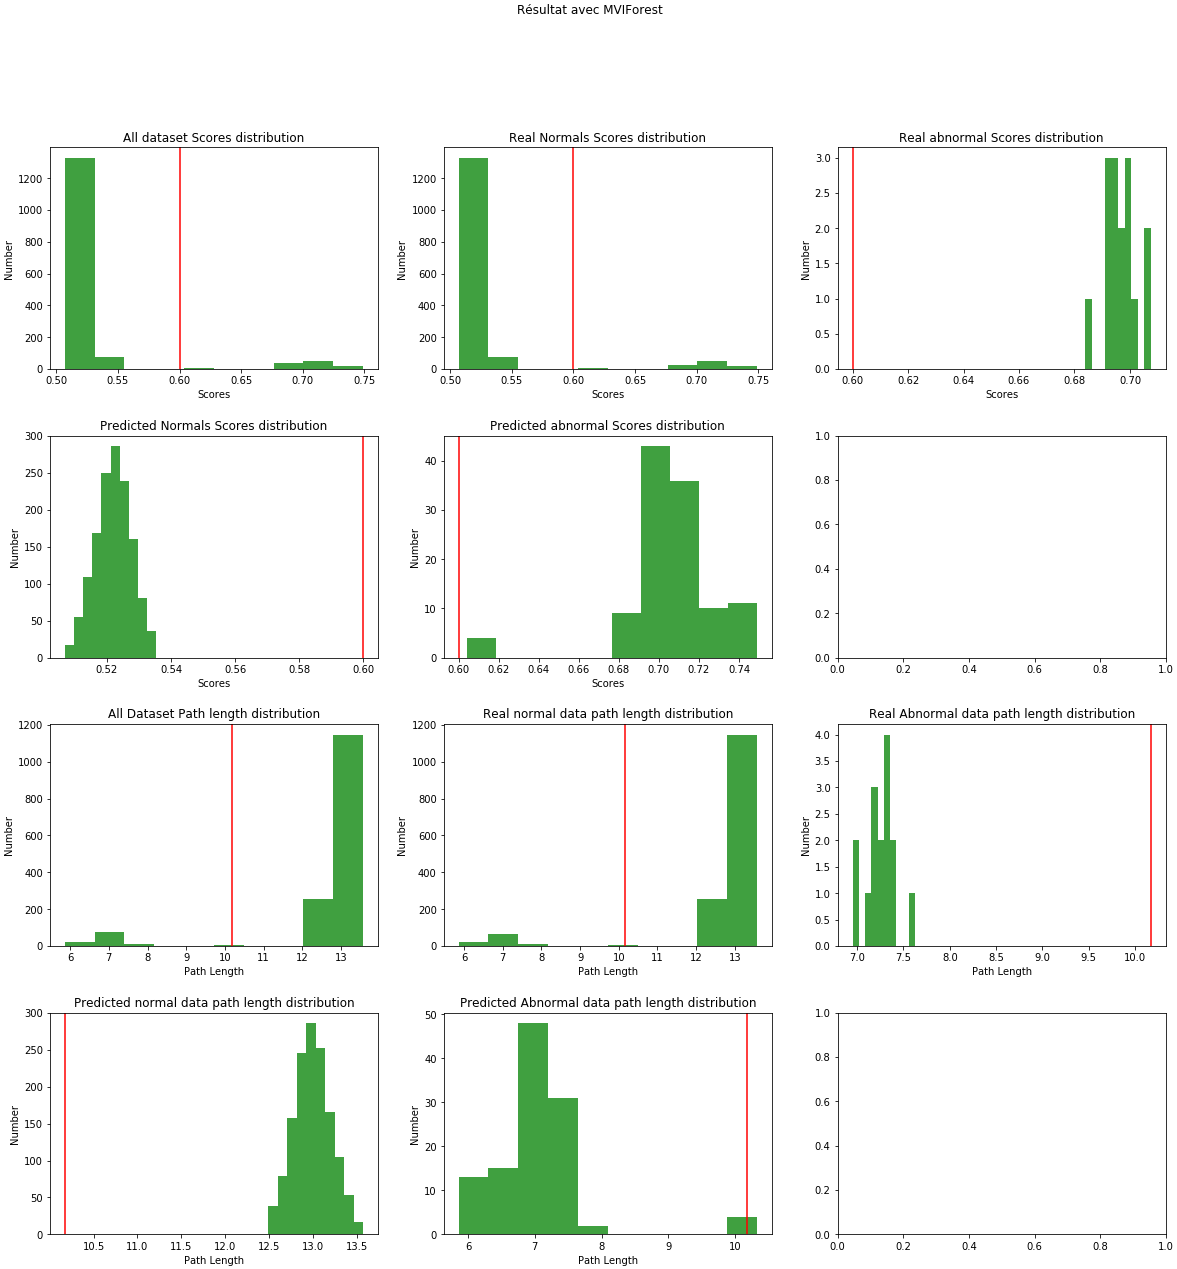 Résultat avec MVIForest
All dataset Scores distribution
Number
1200
1000
800
600
400
200
0
0.50 0.55 0.60 0.65 0.70 0.75
Scores
Real Normals Scores distribution
Number
1200
1000
800
600
400
200
0
0.50 0.55 0.60 0.65 0.70 0.75
Scores
Real abnormal Scores distribution
Number
3.0
2.5
2.0
1.5
1.0
0.5
0.0
0.60 0.62 0.64 0.66 0.68 0.70
Scores
Predicted Normals Scores distribution
Number
300
250
200
150
100
50
0
0.52 0.54 0.56 0.58 0.60
Scores
Predicted abnormal Scores distribution
Number
40
30
20
10
0
0.60 0.62 0.64 0.66 0.68 0.70 0.72 0.74
Scores
1.0
0.8
0.6
0.4
0.2
0.0
0.0 0.2 0.4 0.6 0.8 1.0
All Dataset Path length distribution
Number
1200
1000
800
600
400
200
0
6 7 8 9 10 11 12 13
Path Length
Real normal data path length distribution
Number
1200
1000
800
600
400
200
0
6 7 8 9 10 11 12 13
Path Length
Real Abnormal data path length distribution
Number
4.0
3.5
3.0
2.5
2.0
1.5
1.0
0.5
0.0
7.0 7.5 8.0 8.5 9.0 9.5 10.0
Path Length
Predicted normal data path length distribution
Number
300
250
200
150
100
50
0
10.5 11.0 11.5 12.0 12.5 13.0 13.5
Path Length
Predicted Abnormal data path length distribution
Number
50
40
30
20
10
0
6 7 8 9 10
Path Length
1.0
0.8
0.6
0.4
0.2
0.0
0.0 0.2 0.4 0.6 0.8 1.0